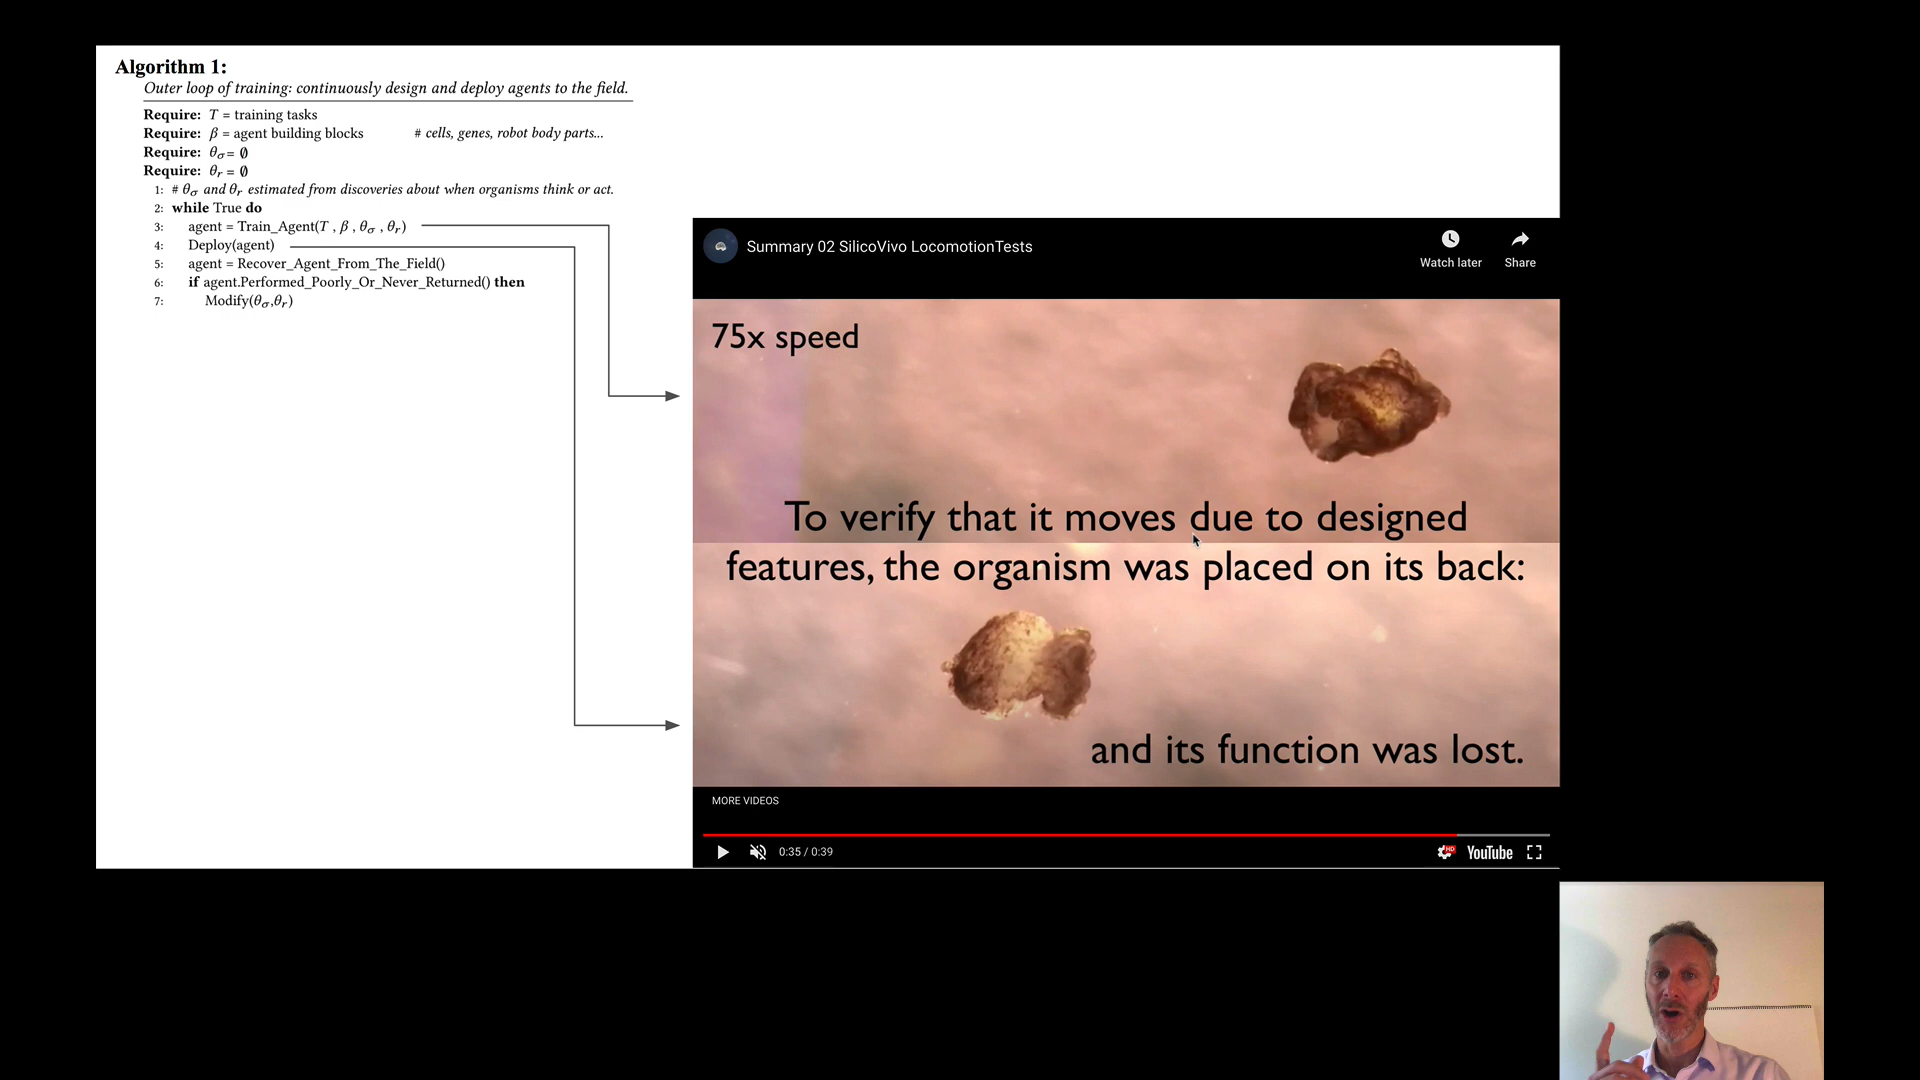 Algorithm 1:
Outer loop of training: continuously design and deploy agents to the field.
Require: T = training tasks
Require: β = agent building blocks # cells, genes, robot body parts...
Require: θσ = ∅
Require: θr = ∅
1: # θσ and θr estimated from discoveries about when organisms think or act.
2: while True do
3: agent = Train_Agent(T , β , θσ , θr)
4: Deploy(agent)
5: agent = Recover_Agent_From_The_Field()
6: if agent.Performed_Poorly_Or_Never_Returned() then
7: Modify(θσ,θr)
Summary 02 SilicoVivo LocomotionTests
Watch later
Share
75x speed
To verify that it moves due to designed
features, the organism was placed on its back:
and its function was lost.
MORE VIDEOS
0:35 / 0:39
HD
YouTube